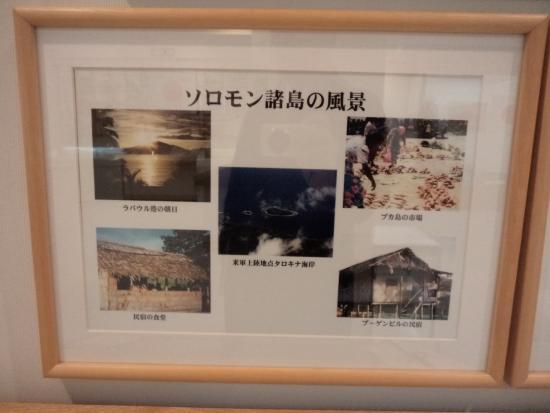 ソロモン諸島の風景
ラバウル港の朝日
ブカ島の市場
米軍上陸地点タロキナ海岸
民宿の食堂
ブーゲンビルの民宿